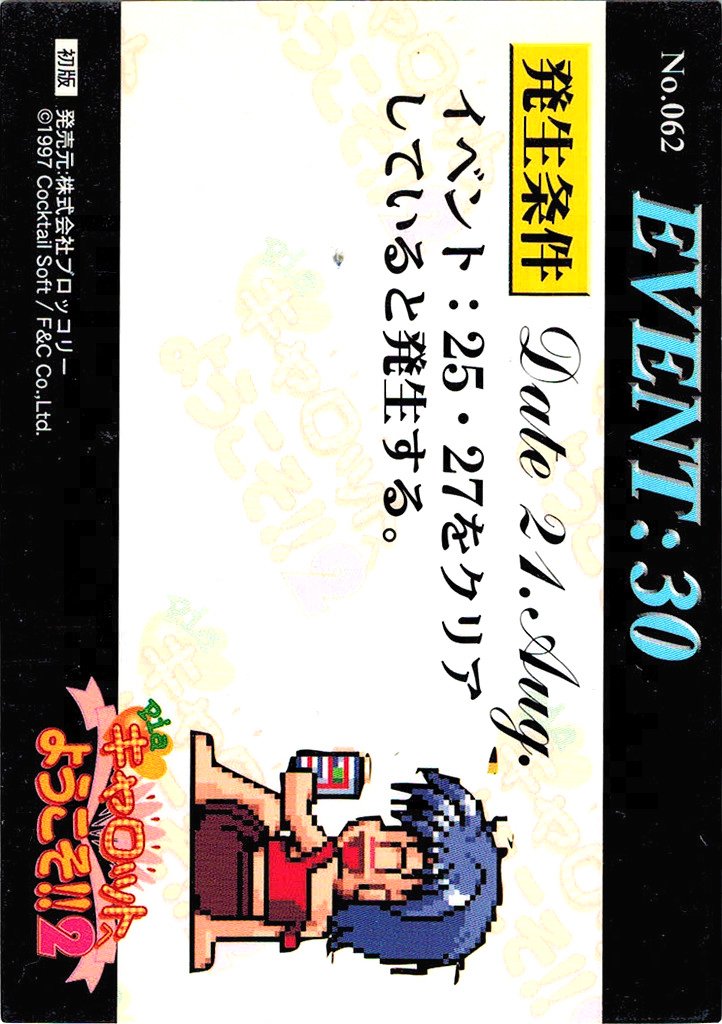 No.062
EVENT:30
発生条件
Date 21.Aug.
イベント：25・27をクリア
していると発生する。
初版
発売元:株式会社ブロッコリー
©1997 Cocktail Soft / F&C Co.,Ltd.
Pia
キャロットへ
ようこそ!!2